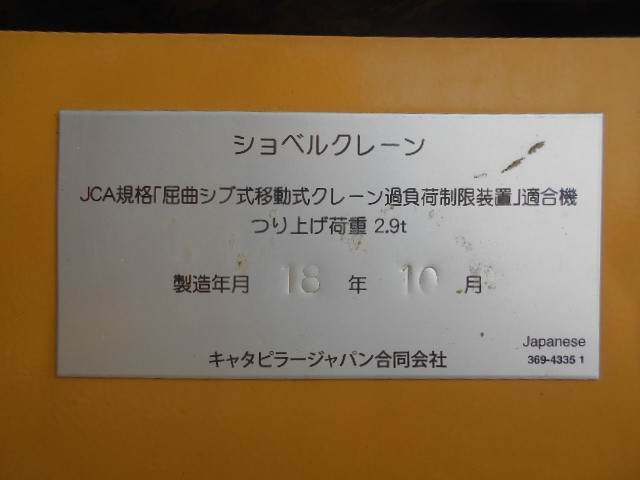 ショベルクレーン
JCA規格「屈曲ジブ式移動式クレーン過負荷制限装置」適合機
つり上げ荷重 2.9t
製造年月 18 年 10 月
キャタピラージャパン合同会社
Japanese
369-4335 1